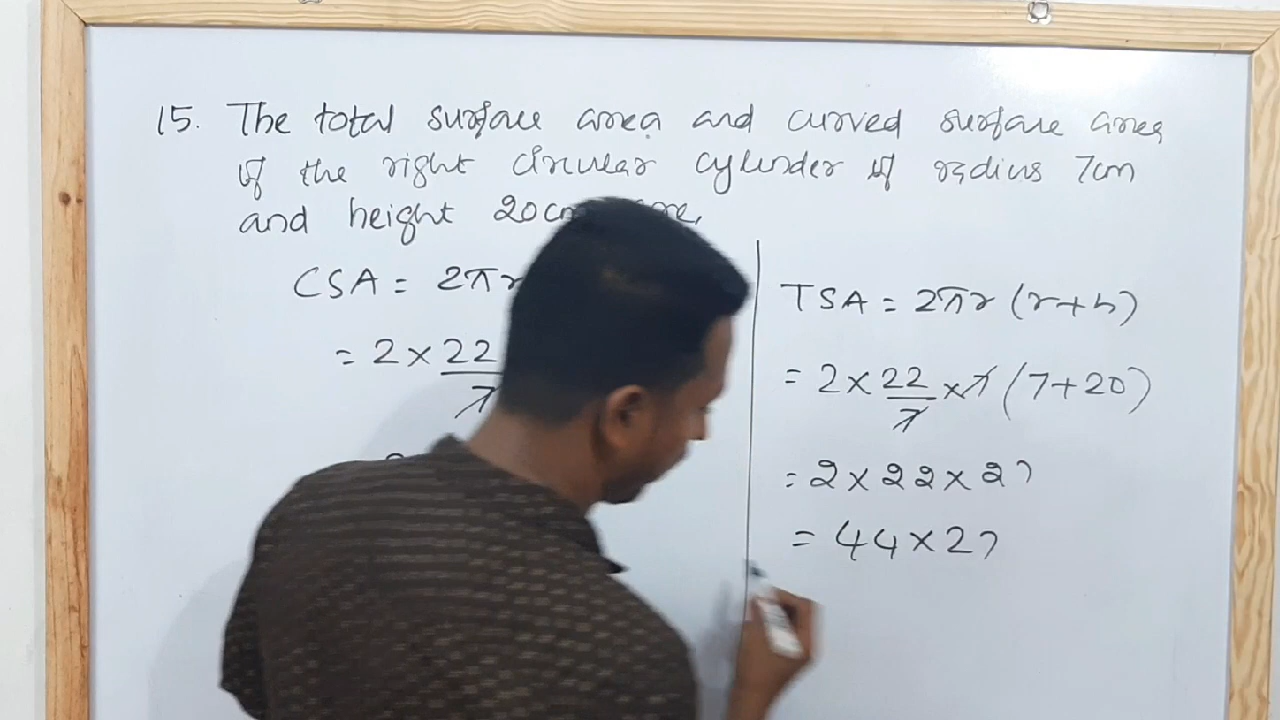 15. The total surface area and curved surface area
of the right circular cylinder of radius 7cm
and height 20cm are,
CSA = 2πr
= 2 × 22
7
TSA = 2πr (r+h)
= 2 × 22/7 × 7 (7+20)
= 2 × 22 × 27
= 44 × 27